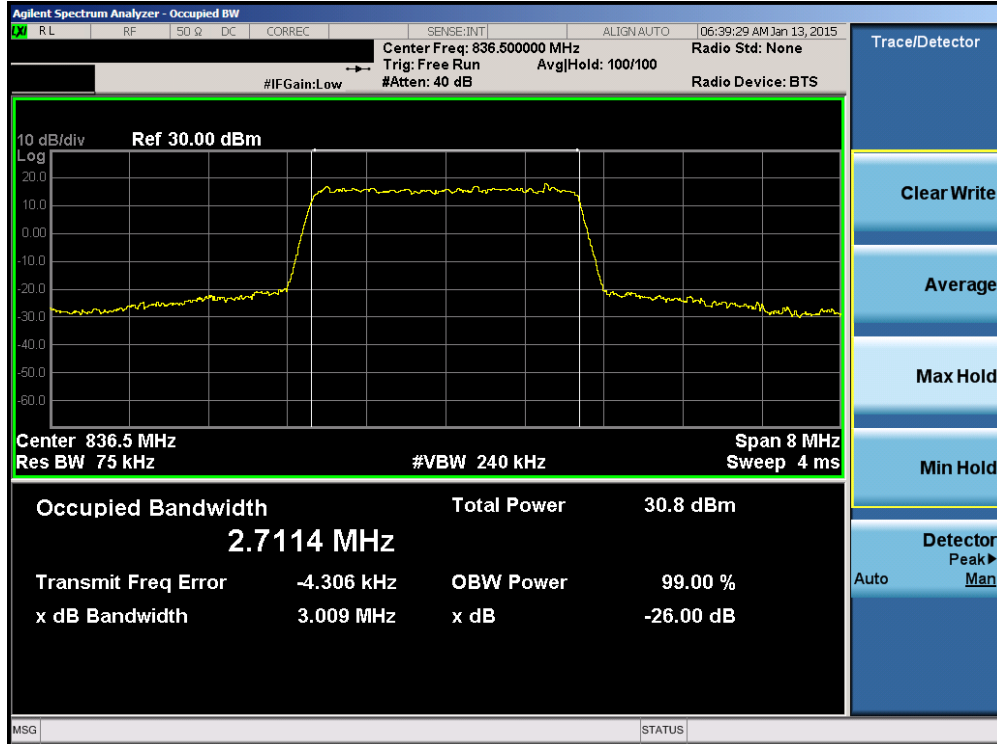 Agilent Spectrum Analyzer - Occupied BW
LXI RL RF 50 Ω DC CORREC SENSE:INT ALIGN AUTO 06:39:29 AM Jan 13, 2015
Center Freq: 836.500000 MHz Radio Std: None
Trig: Free Run Avg|Hold: 100/100
#IFGain:Low #Atten: 40 dB Radio Device: BTS
10 dB/div Ref 30.00 dBm
Log
20.0
10.0
0.00
-10.0
-20.0
-30.0
-40.0
-50.0
-60.0
Center 836.5 MHz Span 8 MHz
Res BW 75 kHz #VBW 240 kHz Sweep 4 ms
Occupied Bandwidth Total Power 30.8 dBm
2.7114 MHz
Transmit Freq Error -4.306 kHz OBW Power 99.00 %
x dB Bandwidth 3.009 MHz x dB -26.00 dB
MSG STATUS
Trace/Detector
Clear Write
Average
Max Hold
Min Hold
Detector
Peak▶
Auto Man